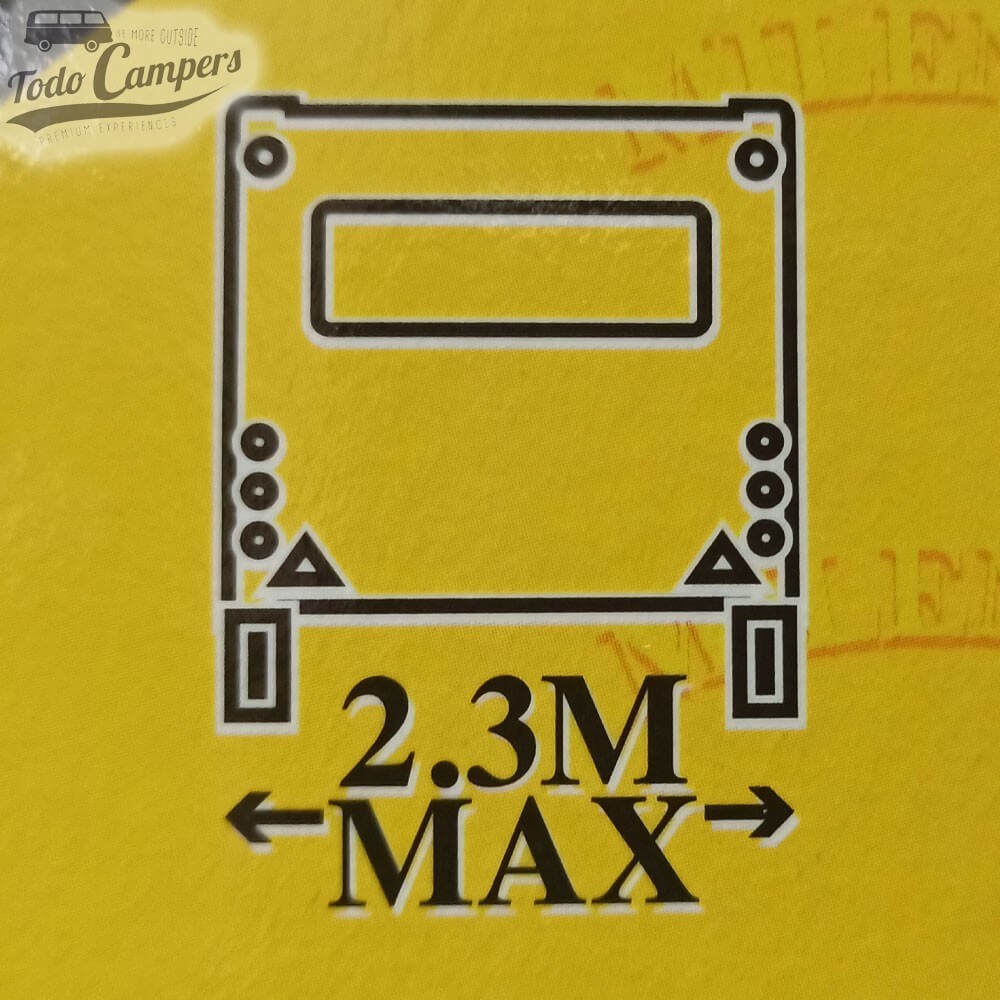 BE MORE OUTSIDE
Todo Campers
PREMIUM EXPERIENCES
2.3M
MAX